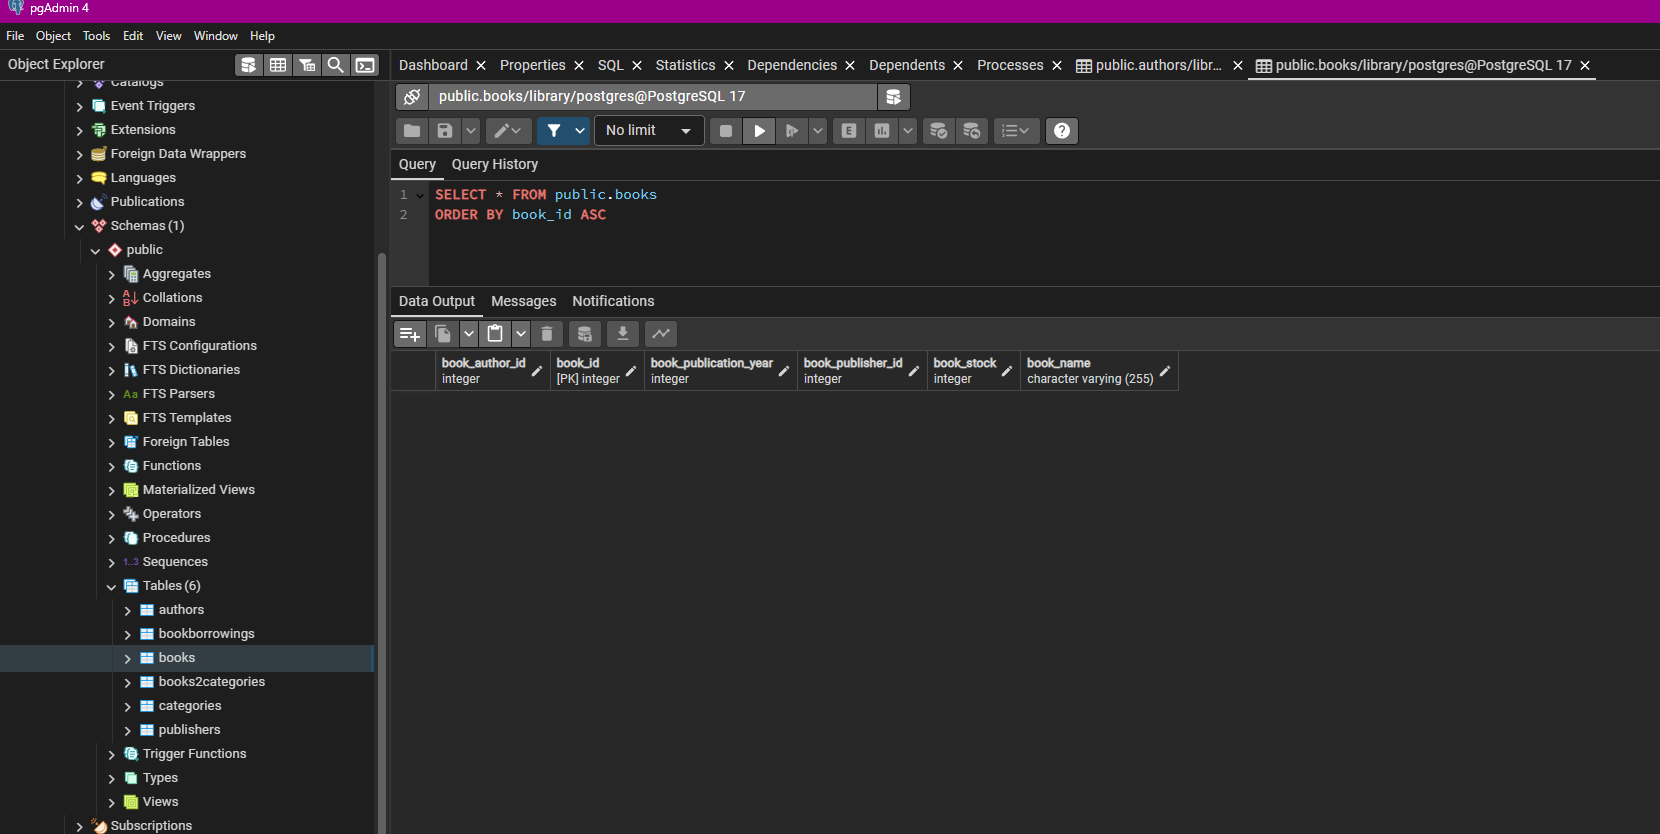 pgAdmin 4
File Object Tools Edit View Window Help
Object Explorer
Catalogs
Event Triggers
Extensions
Foreign Data Wrappers
Languages
Publications
Schemas (1)
public
Aggregates
Collations
Domains
FTS Configurations
FTS Dictionaries
Aa FTS Parsers
FTS Templates
Foreign Tables
Functions
Materialized Views
Operators
Procedures
1..3 Sequences
Tables (6)
authors
bookborrowings
books
books2categories
categories
publishers
Trigger Functions
Types
Views
Subscriptions
Dashboard Properties SQL Statistics Dependencies Dependents Processes public.authors/libr... public.books/library/postgres@PostgreSQL 17
public.books/library/postgres@PostgreSQL 17
No limit E
Query Query History
1 SELECT * FROM public.books
2 ORDER BY book_id ASC
Data Output Messages Notifications
book_author_id book_id book_publication_year book_publisher_id book_stock book_name
integer [PK] integer integer integer integer character varying (255)